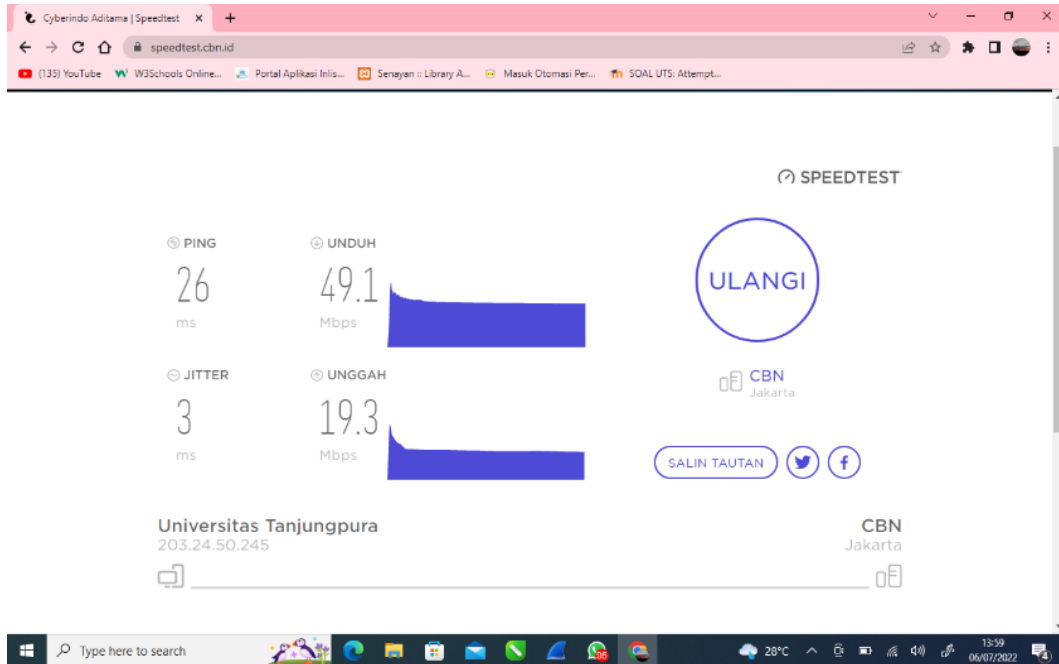 Cyberindo Aditama | Speedtest
speedtest.cbn.id
(135) YouTube W3Schools Online... Portal Aplikasi Inlis... Senayan :: Library A... Masuk Otomasi Per... SOAL UTS: Attempt...
SPEEDTEST
PING UNDUH
26 49.1
ms Mbps
ULANGI
JITTER UNGGAH
3 19.3
ms Mbps
CBN
Jakarta
SALIN TAUTAN
Universitas Tanjungpura
203.24.50.245
CBN
Jakarta
Type here to search
28°C
13:59
06/07/2022